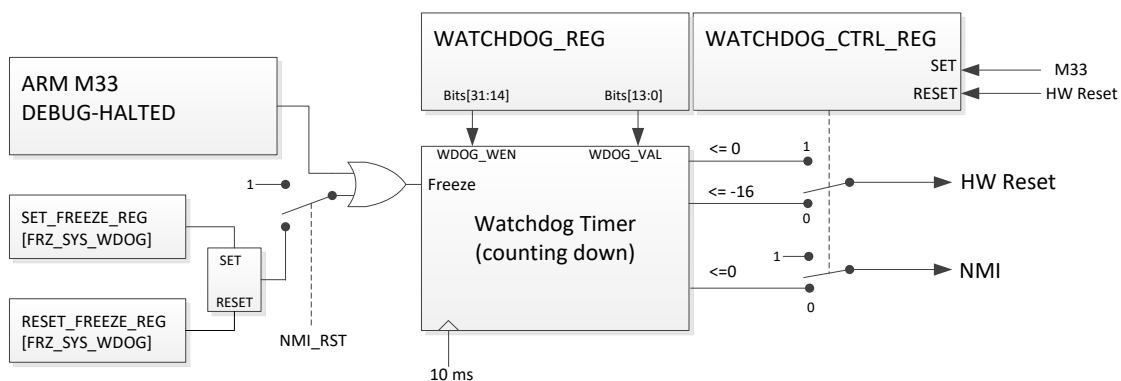 ARM M33
DEBUG-HALTED
SET_FREEZE_REG
[FRZ_SYS_WDOG]
RESET_FREEZE_REG
[FRZ_SYS_WDOG]
SET
RESET
1
NMI_RST
WATCHDOG_REG
Bits[31:14]
Bits[13:0]
WATCHDOG_CTRL_REG
SET
RESET
M33
HW Reset
WDOG_WEN
WDOG_VAL
Freeze
Watchdog Timer
(counting down)
10 ms
<= 0
1
<= -16
0
HW Reset
<=0
1
0
NMI